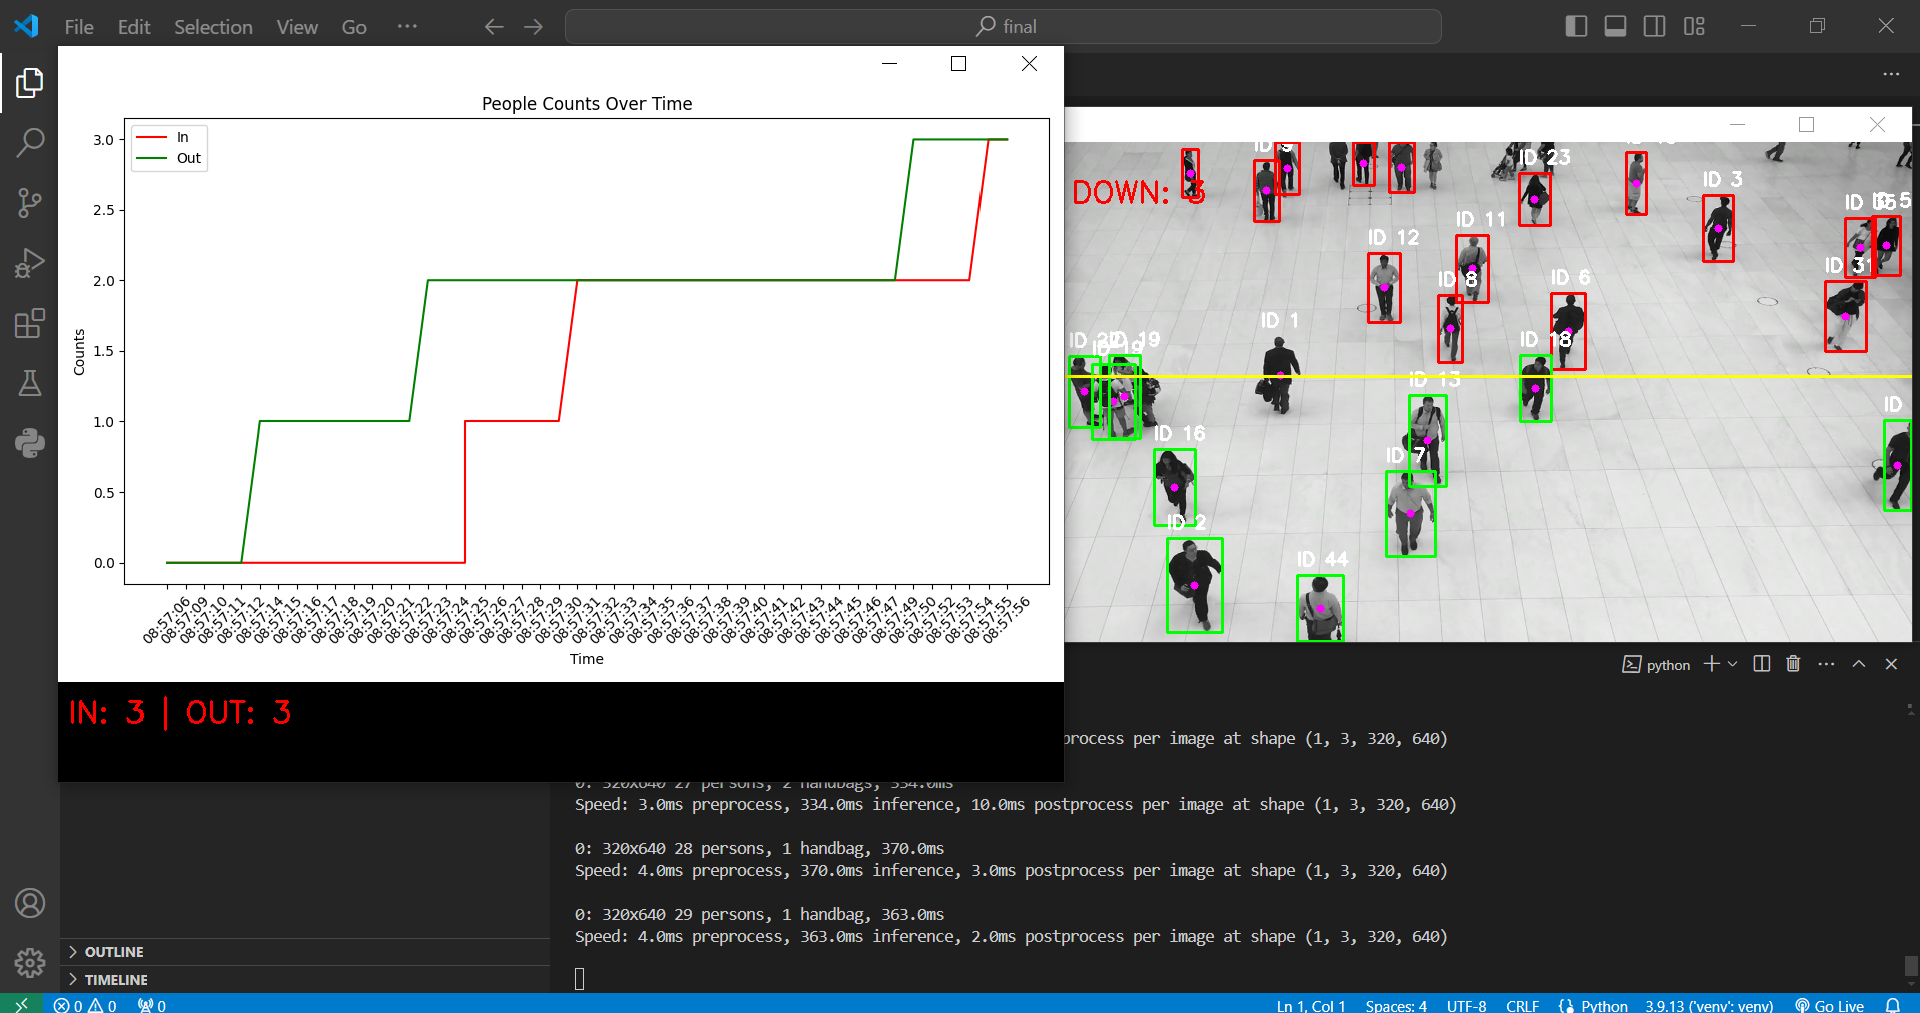 File Edit Selection View Go ···
final
People Counts Over Time
In
Out
3.0
2.5
2.0
1.5
1.0
0.5
0.0
Counts
08:57:06
08:57:09
08:57:10
08:57:11
08:57:12
08:57:14
08:57:15
08:57:16
08:57:17
08:57:18
08:57:19
08:57:20
08:57:21
08:57:22
08:57:24
08:57:25
08:57:26
08:57:27
08:57:28
08:57:29
08:57:30
08:57:31
08:57:32
08:57:33
08:57:34
08:57:35
08:57:36
08:57:37
08:57:38
08:57:39
08:57:40
08:57:41
08:57:42
08:57:43
08:57:44
08:57:45
08:57:46
08:57:47
08:57:49
08:57:50
08:57:52
08:57:53
08:57:54
08:57:55
08:57:56
Time
IN: 3 | OUT: 3
DOWN: 3
ID 9
ID 23
ID 3
ID 5
ID 11
ID 12
ID 8
ID 6
ID 31
ID 1
ID 18
ID 19
ID 13
ID
ID 16
ID 7
ID 2
ID 44
python
process per image at shape (1, 3, 320, 640)
0: 320x640 27 persons, 2 handbags, 334.0ms
Speed: 3.0ms preprocess, 334.0ms inference, 10.0ms postprocess per image at shape (1, 3, 320, 640)
0: 320x640 28 persons, 1 handbag, 370.0ms
Speed: 4.0ms preprocess, 370.0ms inference, 3.0ms postprocess per image at shape (1, 3, 320, 640)
0: 320x640 29 persons, 1 handbag, 363.0ms
Speed: 4.0ms preprocess, 363.0ms inference, 2.0ms postprocess per image at shape (1, 3, 320, 640)
OUTLINE
TIMELINE
0 0 0 Ln 1, Col 1 Spaces: 4 UTF-8 CRLF Python 3.9.13 ('venv': venv) Go Live